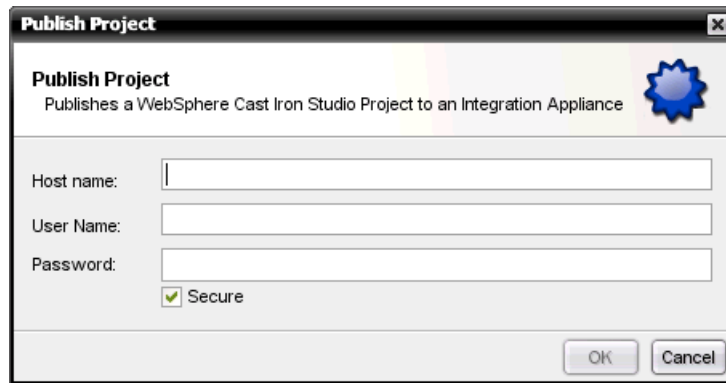 Publish Project
Publish Project
Publishes a WebSphere Cast Iron Studio Project to an Integration Appliance
Host name:
User Name:
Password:
Secure
OK Cancel